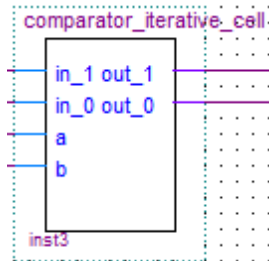 comparator_iterative_cell
in_1 out_1
in_0 out_0
a
b
inst3